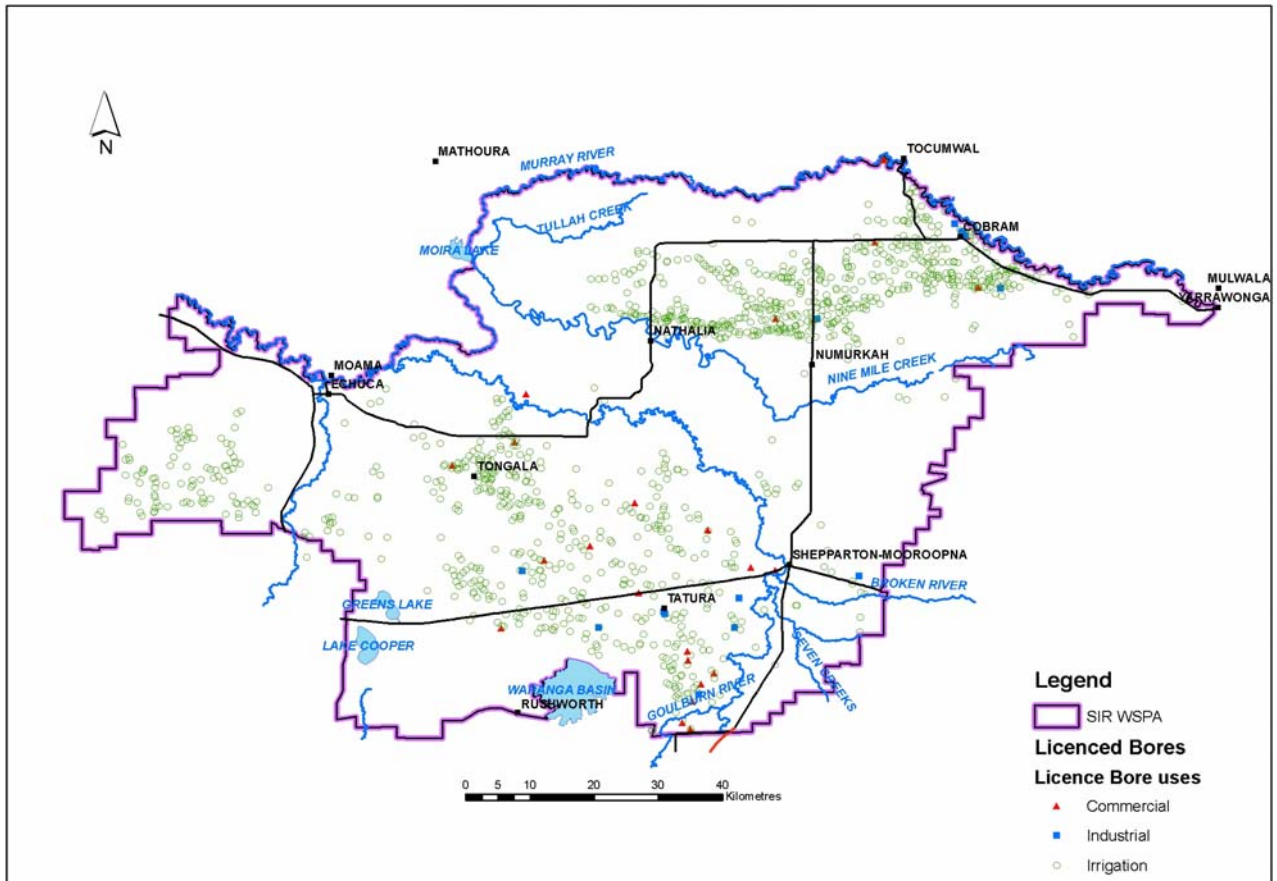 N
MATHOURA
MURRAY RIVER
TOCUMWAL
TULLAH CREEK
COBRAM
MOIRA LAKE
MULWALA
YARRAWONGA
NATHALIA
NUMURKAH
NINE MILE CREEK
MOAMA
ECHUCA
TONGALA
SHEPPARTON-MOOROOPNA
BROKEN RIVER
GREENS LAKE
TATURA
LAKE COOPER
SEVEN CREEKS
WARANGA BASIN
GOULBURN RIVER
RUSHWORTH
0 5 10 20 30 40
Kilometres
Legend
SIR WSPA
Licenced Bores
Licence Bore uses
Commercial
Industrial
Irrigation